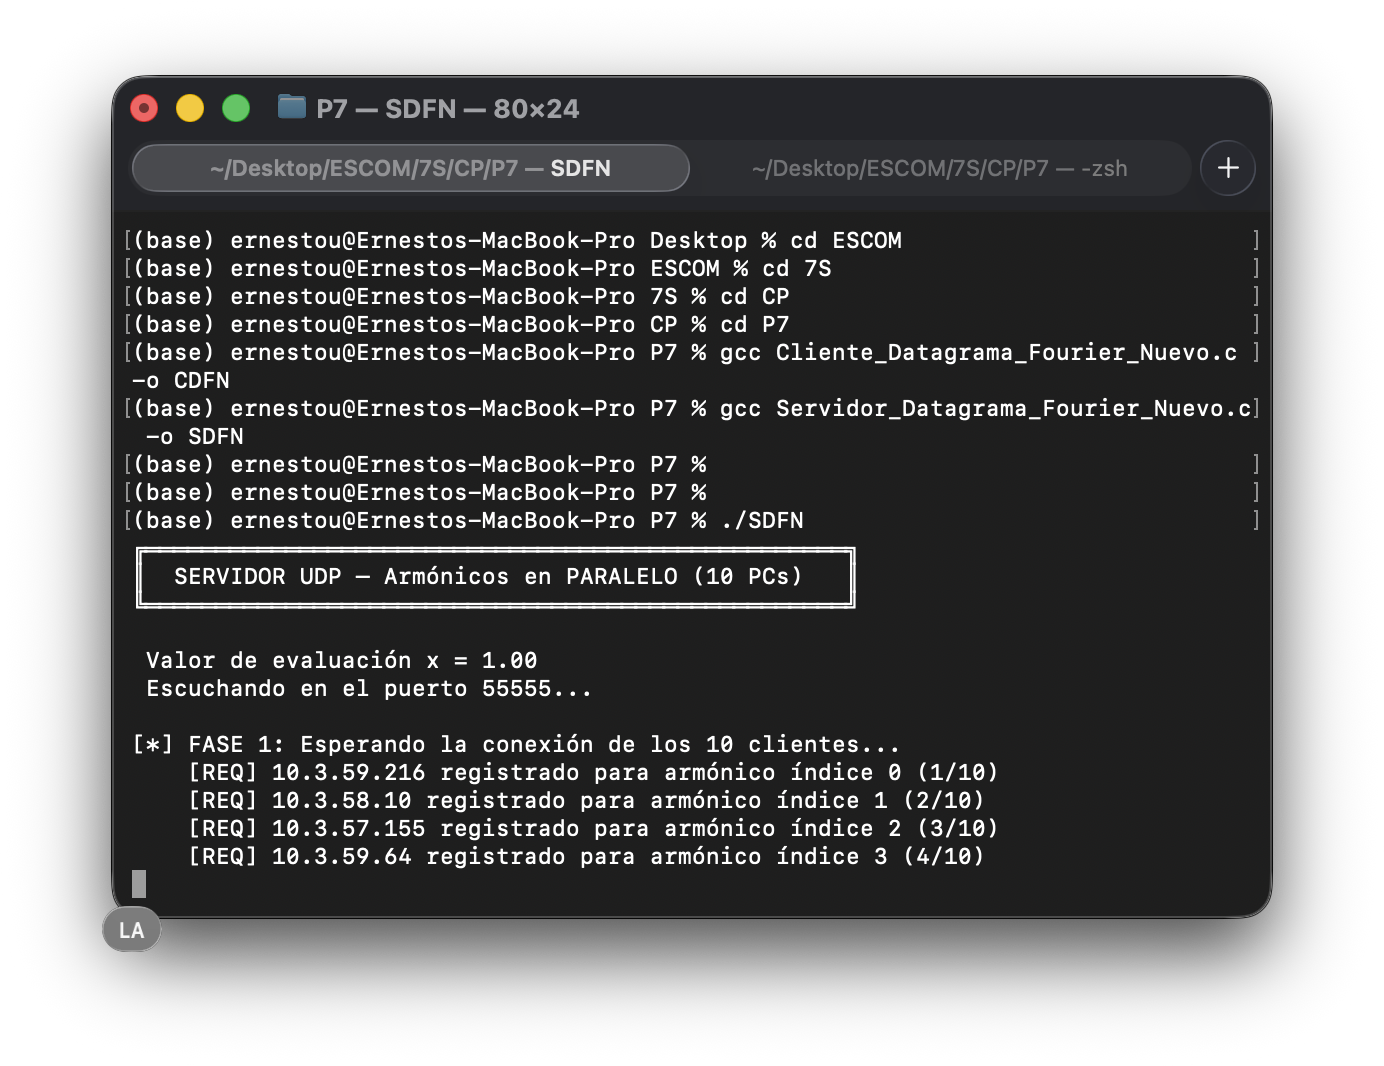 P7 — SDFN — 80×24
~/Desktop/ESCOM/7S/CP/P7 — SDFN
~/Desktop/ESCOM/7S/CP/P7 — -zsh
+
[(base) ernestou@Ernestos-MacBook-Pro Desktop % cd ESCOM ]
[(base) ernestou@Ernestos-MacBook-Pro ESCOM % cd 7S ]
[(base) ernestou@Ernestos-MacBook-Pro 7S % cd CP ]
[(base) ernestou@Ernestos-MacBook-Pro CP % cd P7 ]
[(base) ernestou@Ernestos-MacBook-Pro P7 % gcc Cliente_Datagrama_Fourier_Nuevo.c ]
-o CDFN
[(base) ernestou@Ernestos-MacBook-Pro P7 % gcc Servidor_Datagrama_Fourier_Nuevo.c]
-o SDFN
[(base) ernestou@Ernestos-MacBook-Pro P7 % ]
[(base) ernestou@Ernestos-MacBook-Pro P7 % ]
[(base) ernestou@Ernestos-MacBook-Pro P7 % ./SDFN ]
SERVIDOR UDP — Armónicos en PARALELO (10 PCs)
Valor de evaluación x = 1.00
Escuchando en el puerto 55555...
[*] FASE 1: Esperando la conexión de los 10 clientes...
[REQ] 10.3.59.216 registrado para armónico índice 0 (1/10)
[REQ] 10.3.58.10 registrado para armónico índice 1 (2/10)
[REQ] 10.3.57.155 registrado para armónico índice 2 (3/10)
[REQ] 10.3.59.64 registrado para armónico índice 3 (4/10)
LA